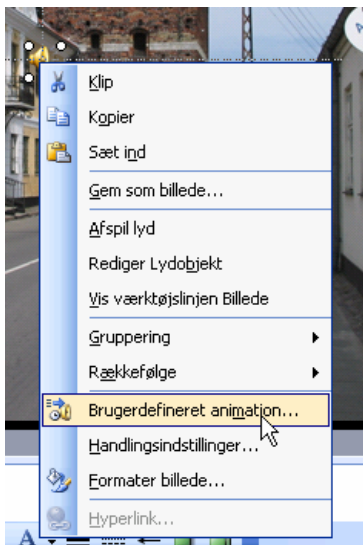 Klip
Kopier
Sæt ind
Gem som billede...
Afspil lyd
Rediger Lydobjekt
Vis værktøjslinjen Billede
Gruppering
Rækkefølge
Brugerdefineret animation...
Handlingsindstillinger...
Formater billede...
Hyperlink...
A